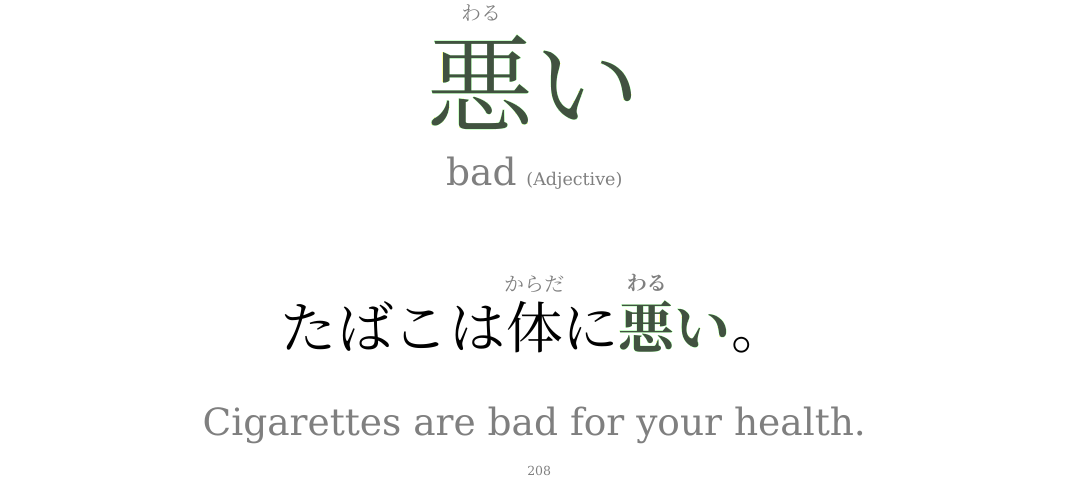 わる
悪い
bad (Adjective)
からだ わる
たばこは体に悪い。
Cigarettes are bad for your health.
208